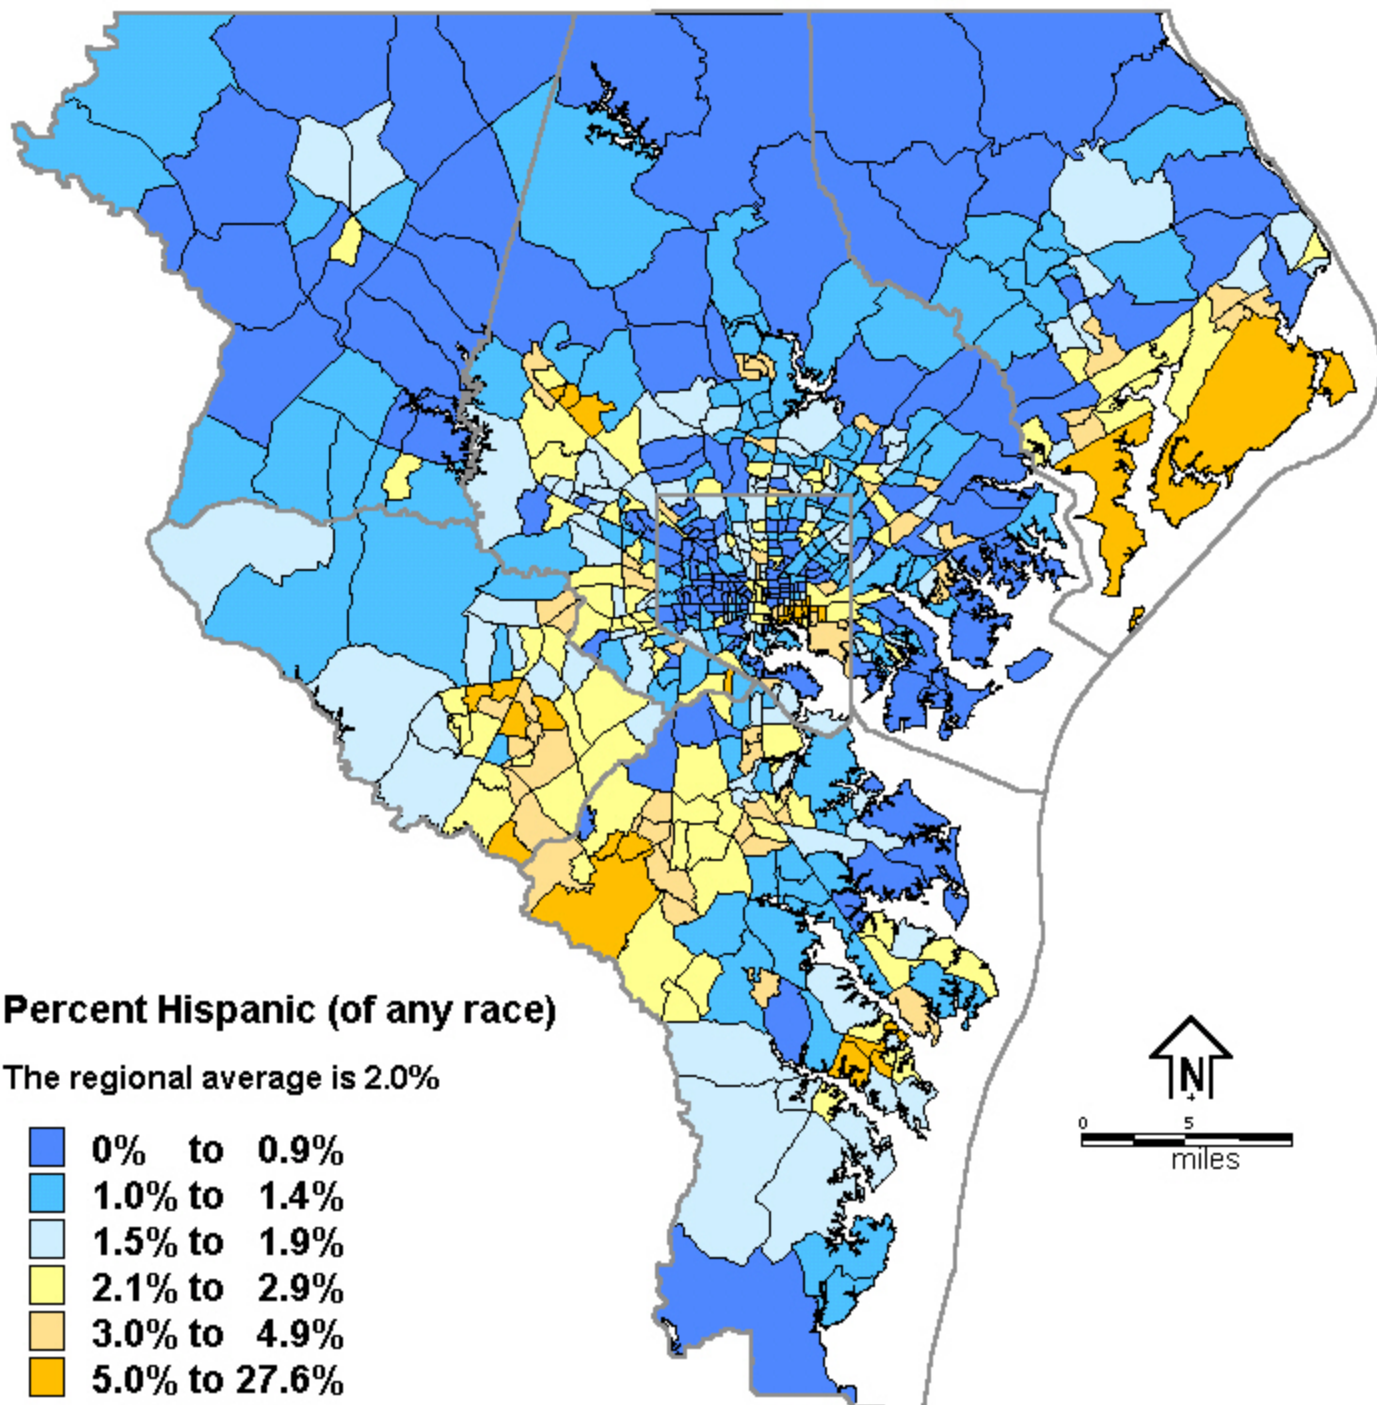 Percent Hispanic (of any race)
The regional average is 2.0%
0% to 0.9%
1.0% to 1.4%
1.5% to 1.9%
2.1% to 2.9%
3.0% to 4.9%
5.0% to 27.6%
N
0 5
miles